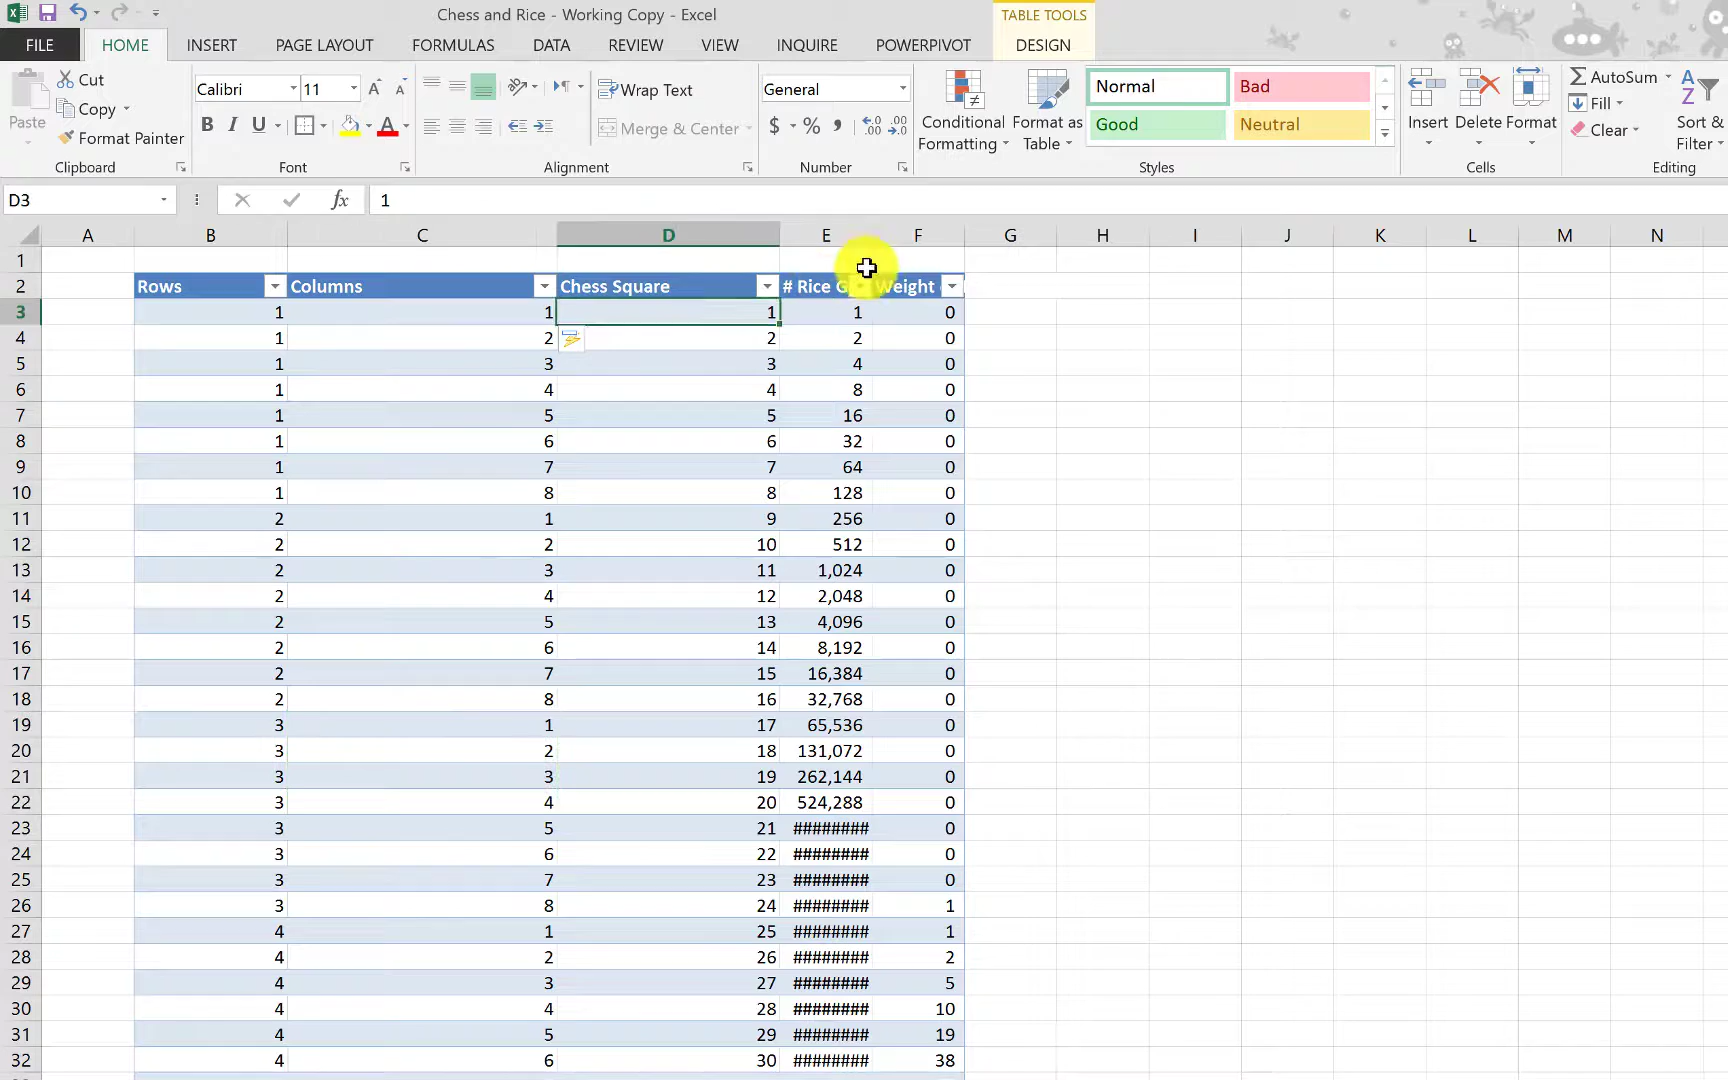 Chess and Rice - Working Copy - Excel
TABLE TOOLS
FILE HOME INSERT PAGE LAYOUT FORMULAS DATA REVIEW VIEW INQUIRE POWERPIVOT DESIGN
Paste
Cut
Copy
Format Painter
Calibri 11
B I U
Wrap Text
Merge & Center
General
$ % ,
Conditional Formatting
Format as Table
Normal Bad
Good Neutral
Insert Delete Format
AutoSum
Fill
Clear
Sort & Filter
Clipboard Font Alignment Number Styles Cells Editing
D3 fx 1
A B C D E F G H I J K L M N
1
2 Rows Columns Chess Square # Rice G Weight
3 1 1 1 1 0
4 1 2 2 2 0
5 1 3 3 4 0
6 1 4 4 8 0
7 1 5 5 16 0
8 1 6 6 32 0
9 1 7 7 64 0
10 1 8 8 128 0
11 2 1 9 256 0
12 2 2 10 512 0
13 2 3 11 1,024 0
14 2 4 12 2,048 0
15 2 5 13 4,096 0
16 2 6 14 8,192 0
17 2 7 15 16,384 0
18 2 8 16 32,768 0
19 3 1 17 65,536 0
20 3 2 18 131,072 0
21 3 3 19 262,144 0
22 3 4 20 524,288 0
23 3 5 21 ######## 0
24 3 6 22 ######## 0
25 3 7 23 ######## 0
26 3 8 24 ######## 1
27 4 1 25 ######## 1
28 4 2 26 ######## 2
29 4 3 27 ######## 5
30 4 4 28 ######## 10
31 4 5 29 ######## 19
32 4 6 30 ######## 38